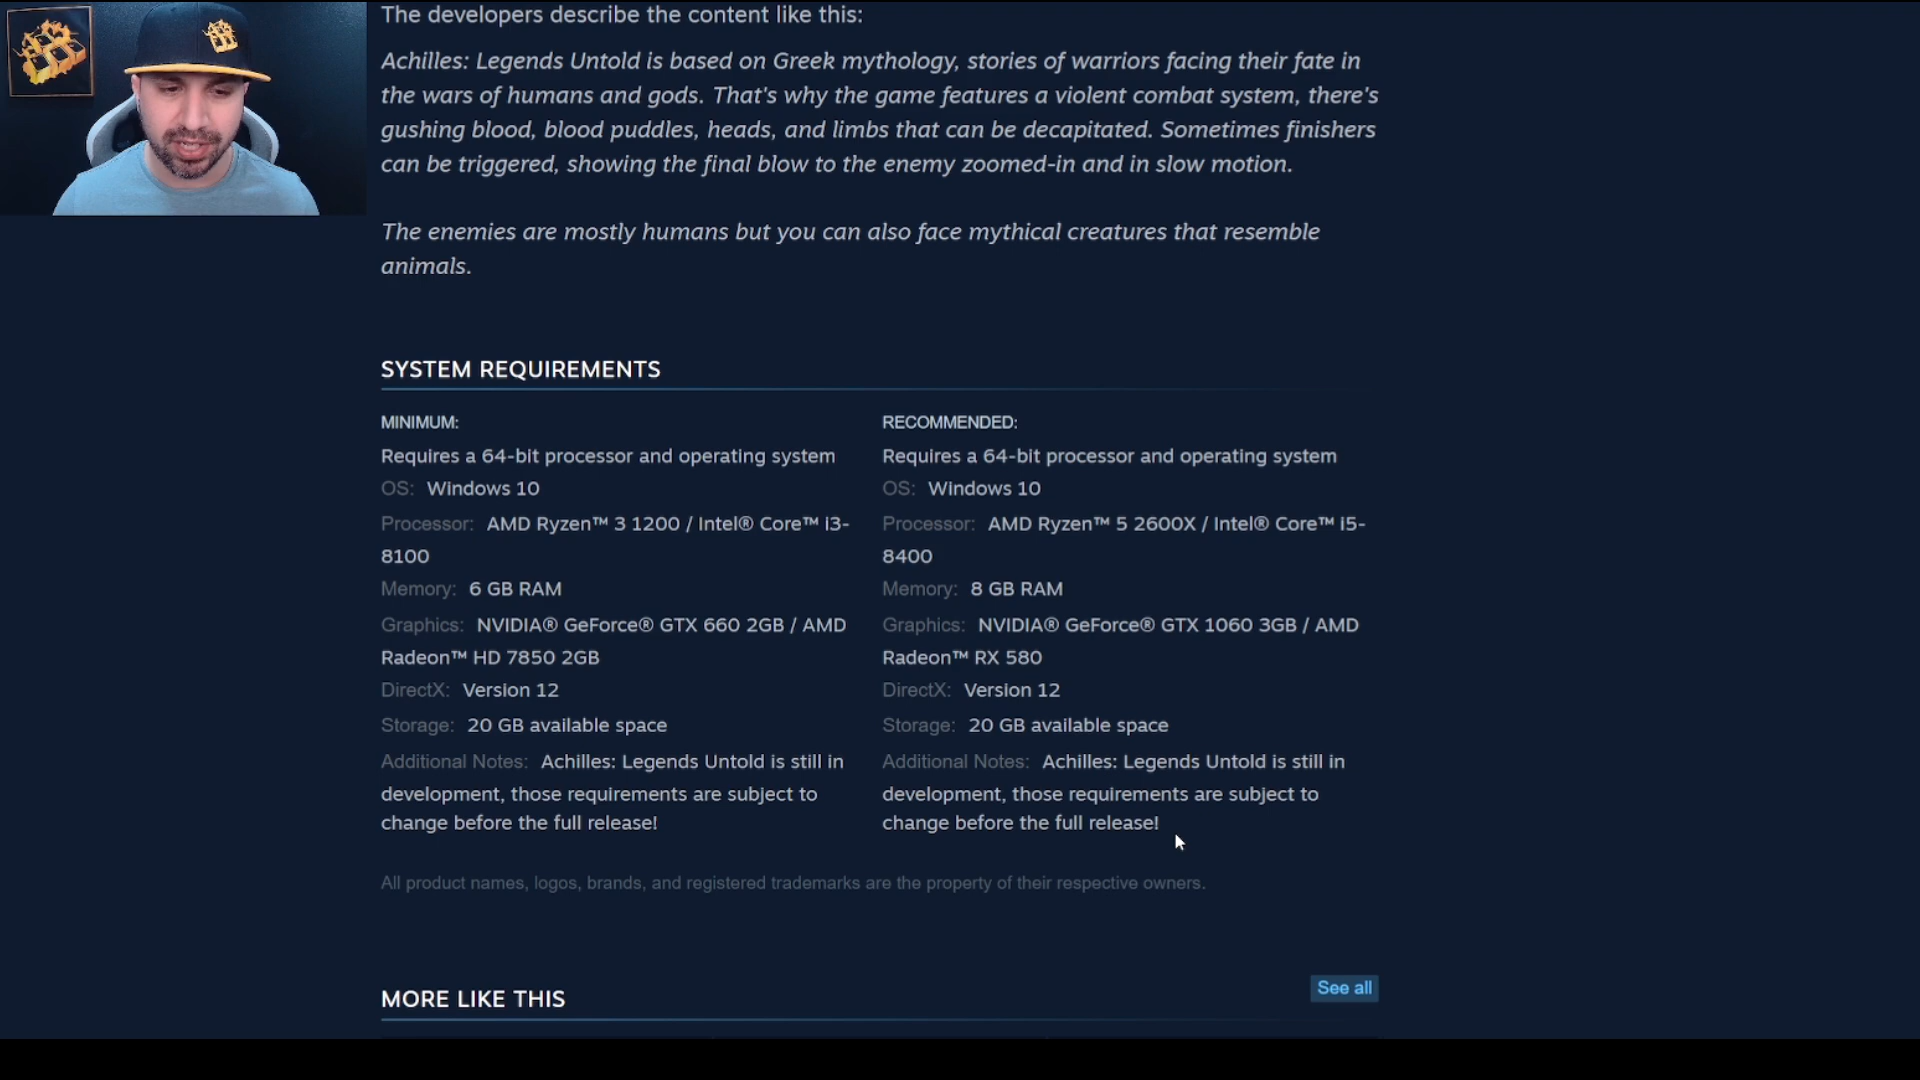 The developers describe the content like this:
Achilles: Legends Untold is based on Greek mythology, stories of warriors facing their fate in
the wars of humans and gods. That's why the game features a violent combat system, there's
gushing blood, blood puddles, heads, and limbs that can be decapitated. Sometimes finishers
can be triggered, showing the final blow to the enemy zoomed-in and in slow motion.
The enemies are mostly humans but you can also face mythical creatures that resemble
animals.
SYSTEM REQUIREMENTS
MINIMUM:
Requires a 64-bit processor and operating system
OS: Windows 10
Processor: AMD Ryzen™ 3 1200 / Intel® Core™ i3-
8100
Memory: 6 GB RAM
Graphics: NVIDIA® GeForce® GTX 660 2GB / AMD
Radeon™ HD 7850 2GB
DirectX: Version 12
Storage: 20 GB available space
Additional Notes: Achilles: Legends Untold is still in
development, those requirements are subject to
change before the full release!
RECOMMENDED:
Requires a 64-bit processor and operating system
OS: Windows 10
Processor: AMD Ryzen™ 5 2600X / Intel® Core™ i5-
8400
Memory: 8 GB RAM
Graphics: NVIDIA® GeForce® GTX 1060 3GB / AMD
Radeon™ RX 580
DirectX: Version 12
Storage: 20 GB available space
Additional Notes: Achilles: Legends Untold is still in
development, those requirements are subject to
change before the full release!
All product names, logos, brands, and registered trademarks are the property of their respective owners.
MORE LIKE THIS
See all